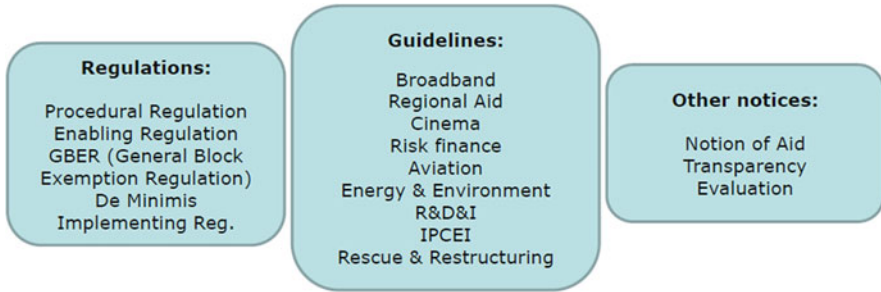 Regulations:
Procedural Regulation
Enabling Regulation
GBER (General Block
Exemption Regulation)
De Minimis
Implementing Reg.
Guidelines:
Broadband
Regional Aid
Cinema
Risk finance
Aviation
Energy & Environment
R&D&I
IPCEI
Rescue & Restructuring
Other notices:
Notion of Aid
Transparency
Evaluation